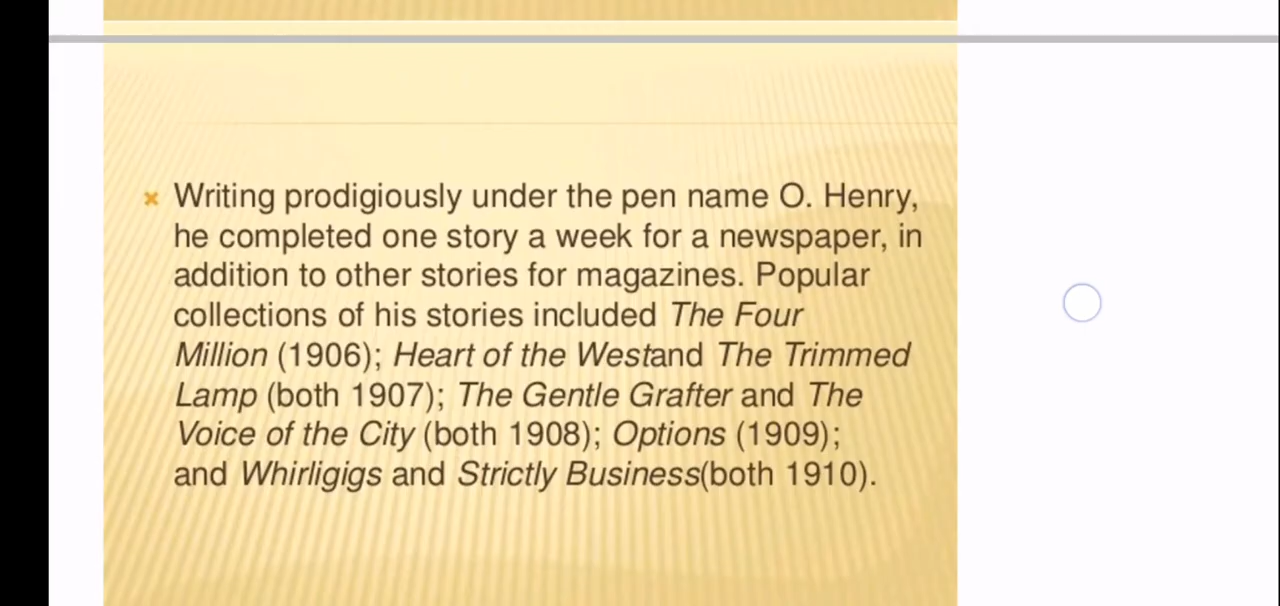 Writing prodigiously under the pen name O. Henry,
he completed one story a week for a newspaper, in
addition to other stories for magazines. Popular
collections of his stories included The Four
Million (1906); Heart of the Westand The Trimmed
Lamp (both 1907); The Gentle Grafter and The
Voice of the City (both 1908); Options (1909);
and Whirligigs and Strictly Business(both 1910).